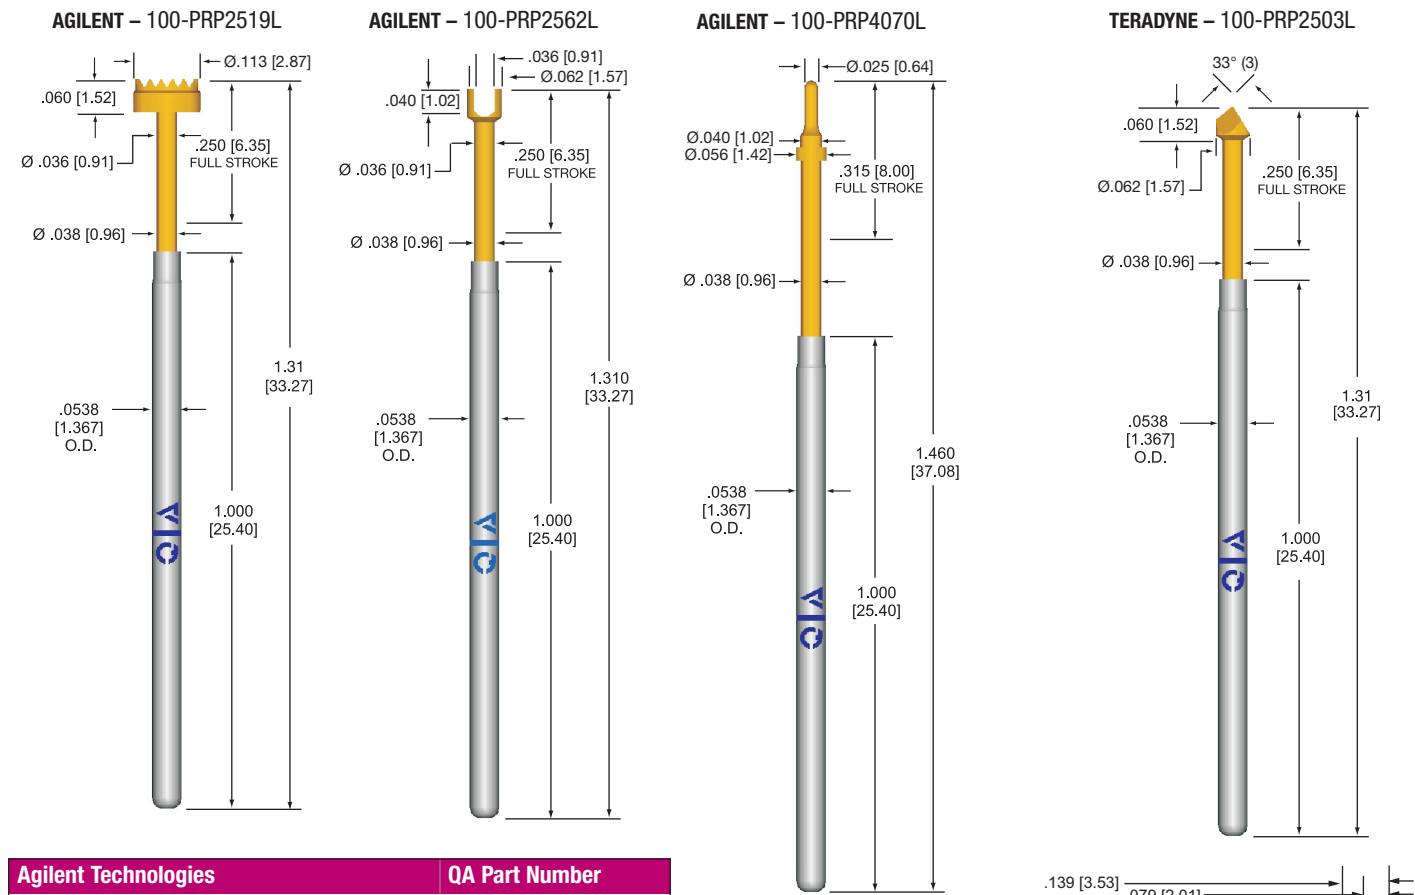 AGILENT – 100-PRP2519L
Ø.113 [2.87]
.060 [1.52]
Ø .036 [0.91]
.250 [6.35]
FULL STROKE
Ø .038 [0.96]
1.31
[33.27]
.0538
[1.367]
O.D.
1.000
[25.40]
AGILENT – 100-PRP2562L
.036 [0.91]
Ø.062 [1.57]
.040 [1.02]
Ø .036 [0.91]
.250 [6.35]
FULL STROKE
Ø .038 [0.96]
1.310
[33.27]
.0538
[1.367]
O.D.
1.000
[25.40]
AGILENT – 100-PRP4070L
Ø.025 [0.64]
Ø.040 [1.02]
Ø.056 [1.42]
.315 [8.00]
FULL STROKE
Ø .038 [0.96]
1.460
[37.08]
.0538
[1.367]
O.D.
1.000
[25.40]
TERADYNE – 100-PRP2503L
33° (3)
.060 [1.52]
Ø.062 [1.57]
.250 [6.35]
FULL STROKE
Ø .038 [0.96]
1.31
[33.27]
.0538
[1.367]
O.D.
1.000
[25.40]
Agilent Technologies
QA Part Number
.139 [3.53]
.079 [2.01]